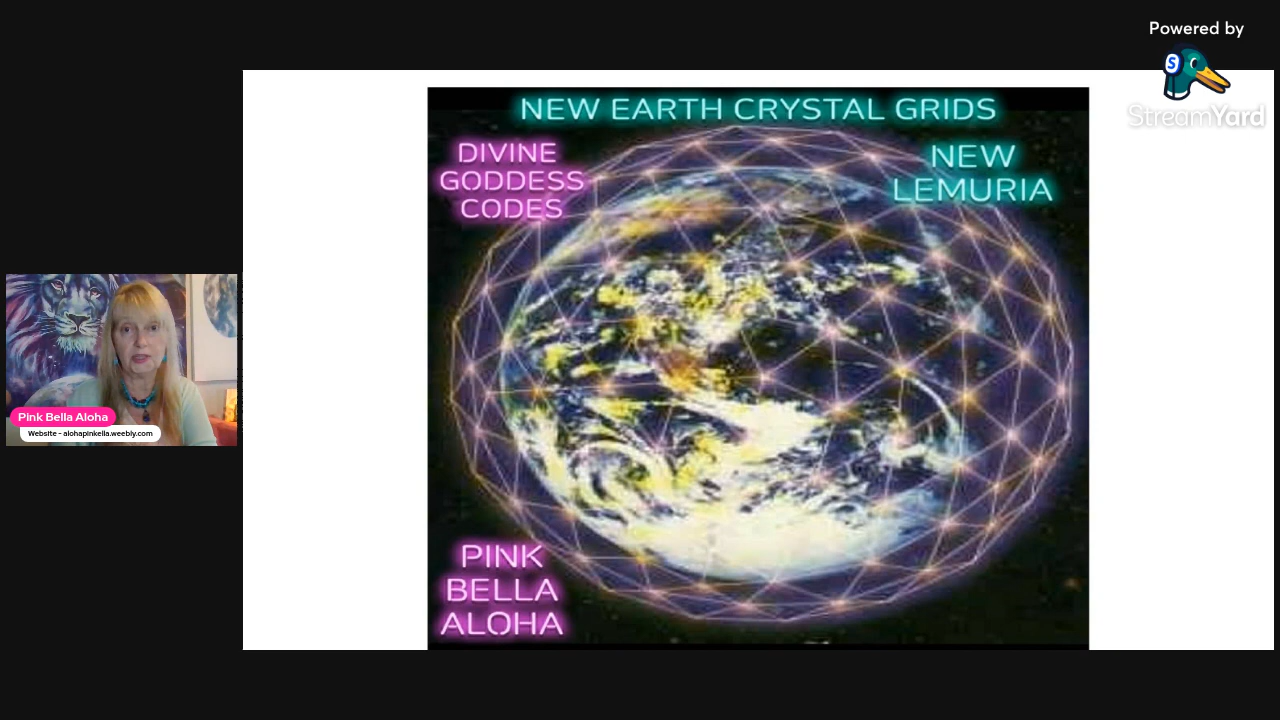 Powered by
StreamYard
NEW EARTH CRYSTAL GRIDS
DIVINE
GODDESS
CODES
NEW
LEMURIA
Pink Bella Aloha
Website - alohapinkella.weebly.com
PINK
BELLA
ALOHA